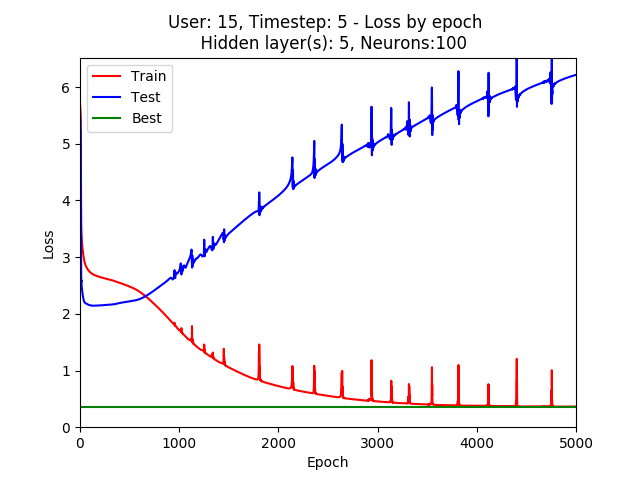 User: 15, Timestep: 5 - Loss by epoch
Hidden layer(s): 5, Neurons:100
Train
Test
Best
Loss
6
5
4
3
2
1
0
0 1000 2000 3000 4000 5000
Epoch